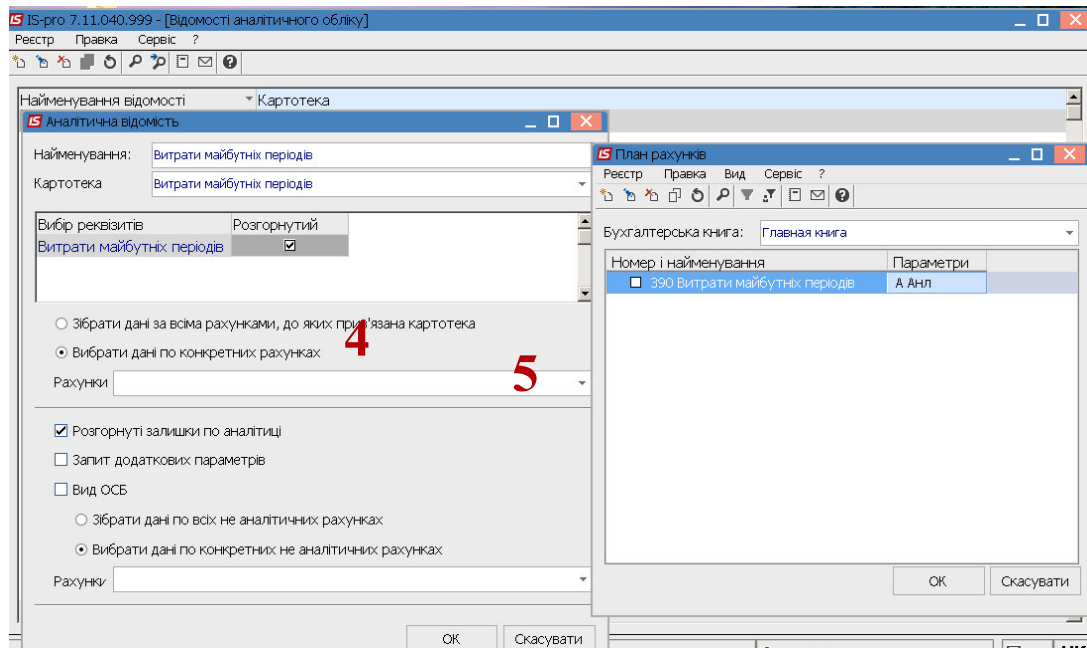 IS-pro 7.11.040.999 - [Відомості аналітичного обліку]
Реєстр Правка Сервіс ?
Найменування відомості Картотека
Аналітична відомість
Найменування: Витрати майбутніх періодів
Картотека Витрати майбутніх періодів
Вибір реквізитів Розгорнутий
Витрати майбутніх періодів
Зібрати дані за всіма рахунками, до яких прив'язана картотека
4
Вибрати дані по конкретних рахунках
5
Рахунки
Розгорнуті залишки по аналітиці
Запит додаткових параметрів
Вид ОСБ
Зібрати дані по всіх не аналітичних рахунках
Вибрати дані по конкретних не аналітичних рахунках
Рахунки
ОК Скасувати
План рахунків
Реєстр Правка Вид Сервіс ?
Бухгалтерська книга: Главная книга
Номер і найменування Параметри
390 Витрати майбутніх періодів А Анл
ОК Скасувати